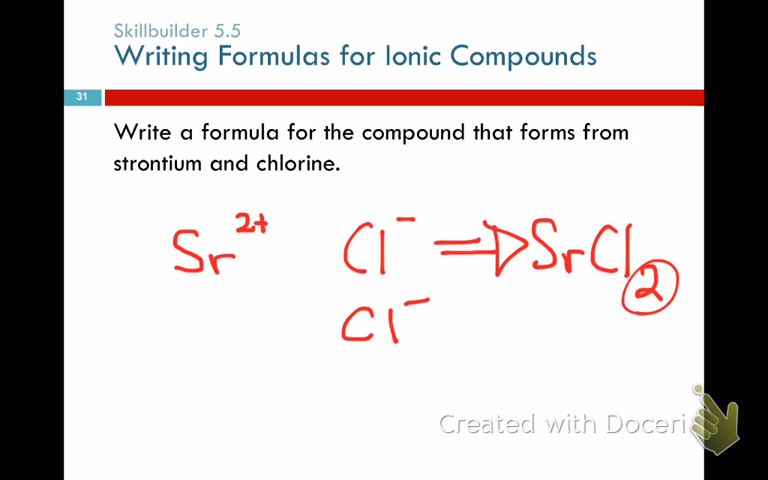 Skillbuilder 5.5
Writing Formulas for Ionic Compounds
31
Write a formula for the compound that forms from
strontium and chlorine.
Sr²⁺ Cl⁻ ⇒ SrCl₂
Cl⁻
Created with Doceri